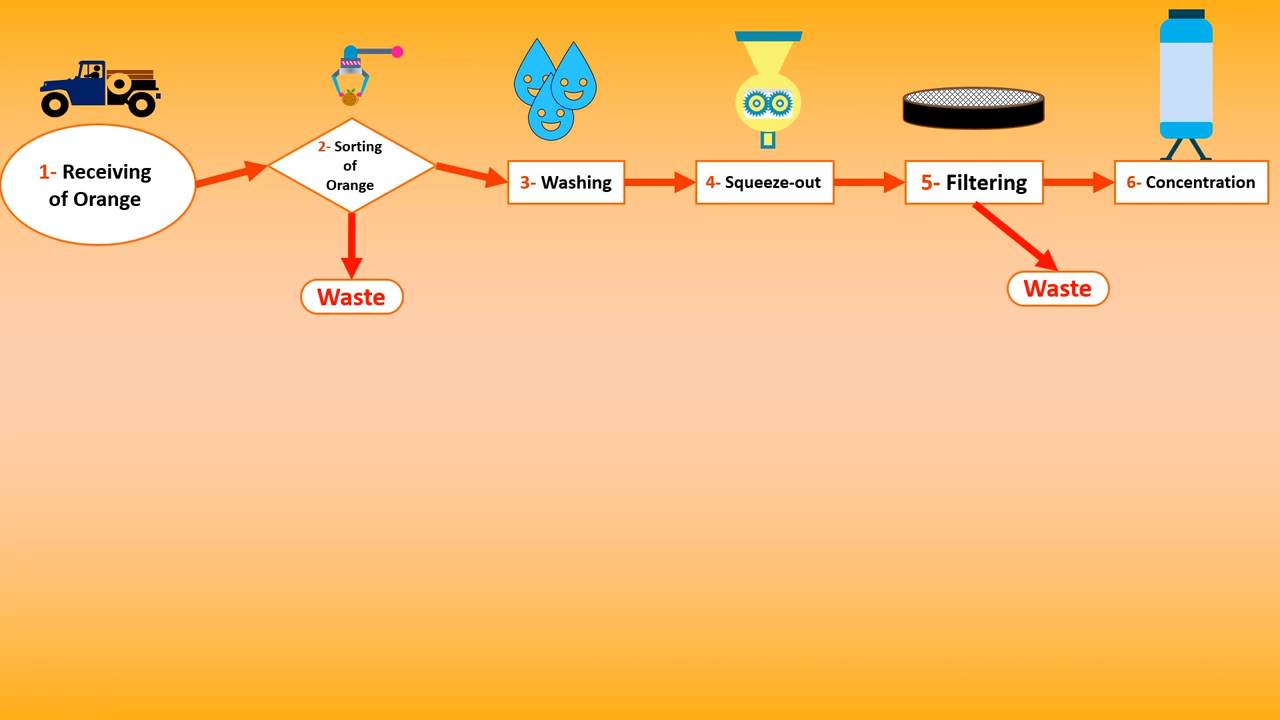 1- Receiving
of Orange
2- Sorting
of
Orange
3- Washing
4- Squeeze-out
5- Filtering
6- Concentration
Waste
Waste